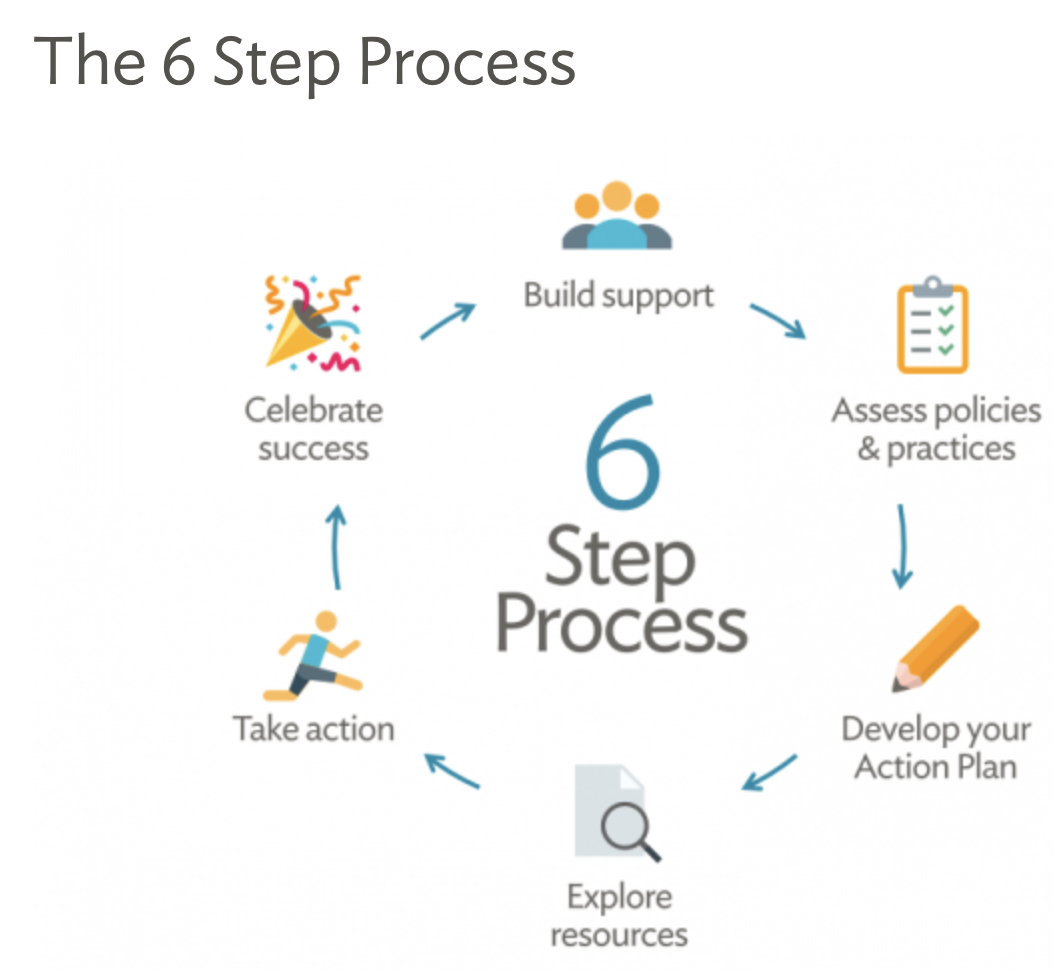 The 6 Step Process
Build support
Assess policies
& practices
Develop your
Action Plan
Explore
resources
Take action
Celebrate
success
6
Step
Process